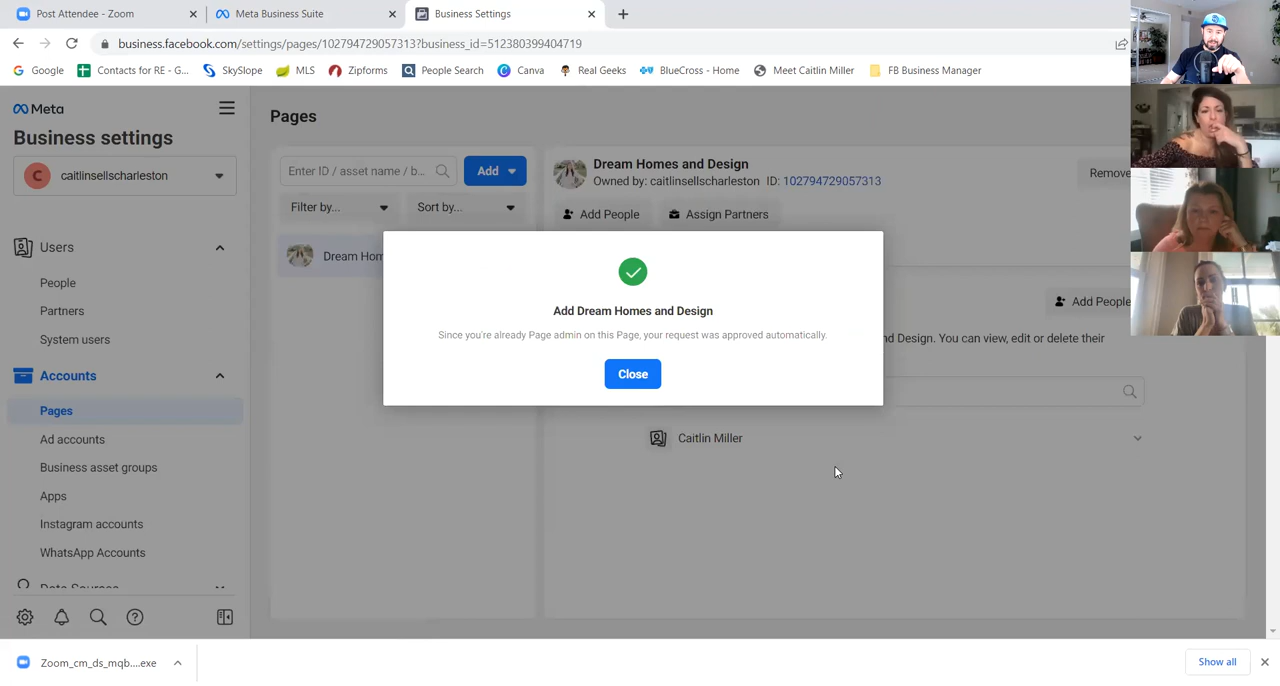 Post Attendee - Zoom
Meta Business Suite
Business Settings
business.facebook.com/settings/pages/102794729057313?business_id=512380399404719
Google
Contacts for RE - G...
SkySlope
MLS
Zipforms
People Search
Canva
Real Geeks
BlueCross - Home
Meet Caitlin Miller
FB Business Manager
Meta
Business settings
C
caitlinsellscharleston
Users
People
Partners
System users
Accounts
Pages
Ad accounts
Business asset groups
Apps
Instagram accounts
WhatsApp Accounts
Data Sources
Pages
Enter ID / asset name / b...
Add
Filter by...
Sort by...
Dream Hom
Dream Homes and Design
Owned by: caitlinsellscharleston ID: 102794729057313
Remove
Add People
Assign Partners
Add People
nd Design. You can view, edit or delete their
Caitlin Miller
Add Dream Homes and Design
Since you're already Page admin on this Page, your request was approved automatically.
Close
Zoom_cm_ds_mqb....exe
Show all